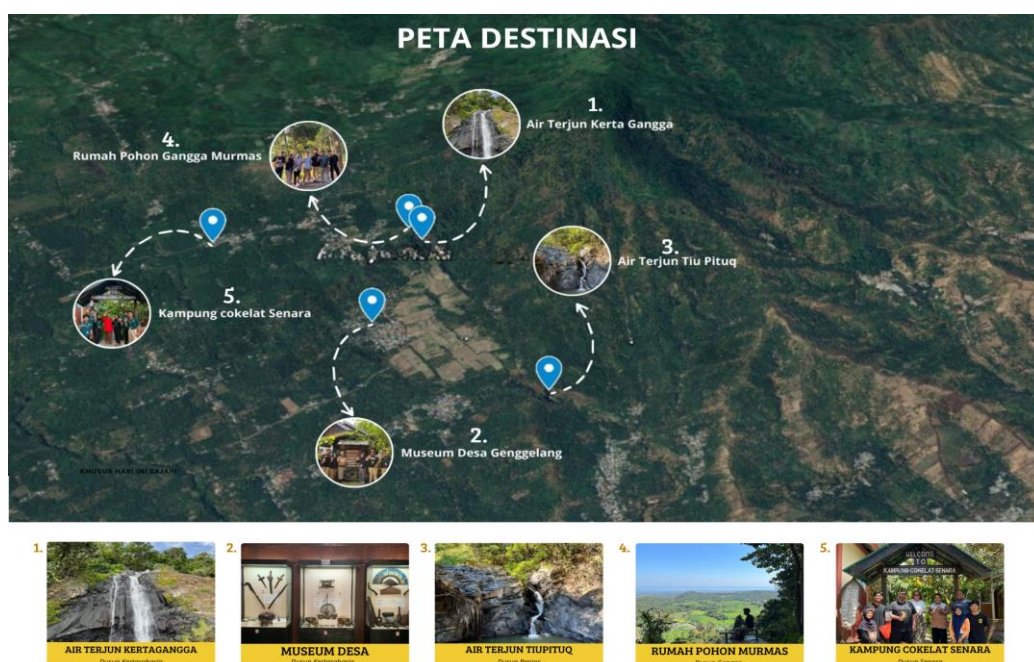 PETA DESTINASI
1.
Air Terjun Kerta Gangga
4.
Rumah Pohon Gangga Murmas
3.
Air Terjun Tiu Pituq
5.
Kampung cokelat Senara
2.
Museum Desa Genggelang
KHUSUS HARI INI SAJA!!
1.
2.
3.
4.
5.
WELCOME
TO
KAMPUNG COKELAT SENARA
AIR TERJUN KERTAGANGGA
MUSEUM DESA
AIR TERJUN TIUPITUQ
RUMAH POHON MURMAS
KAMPUNG COKELAT SENARA